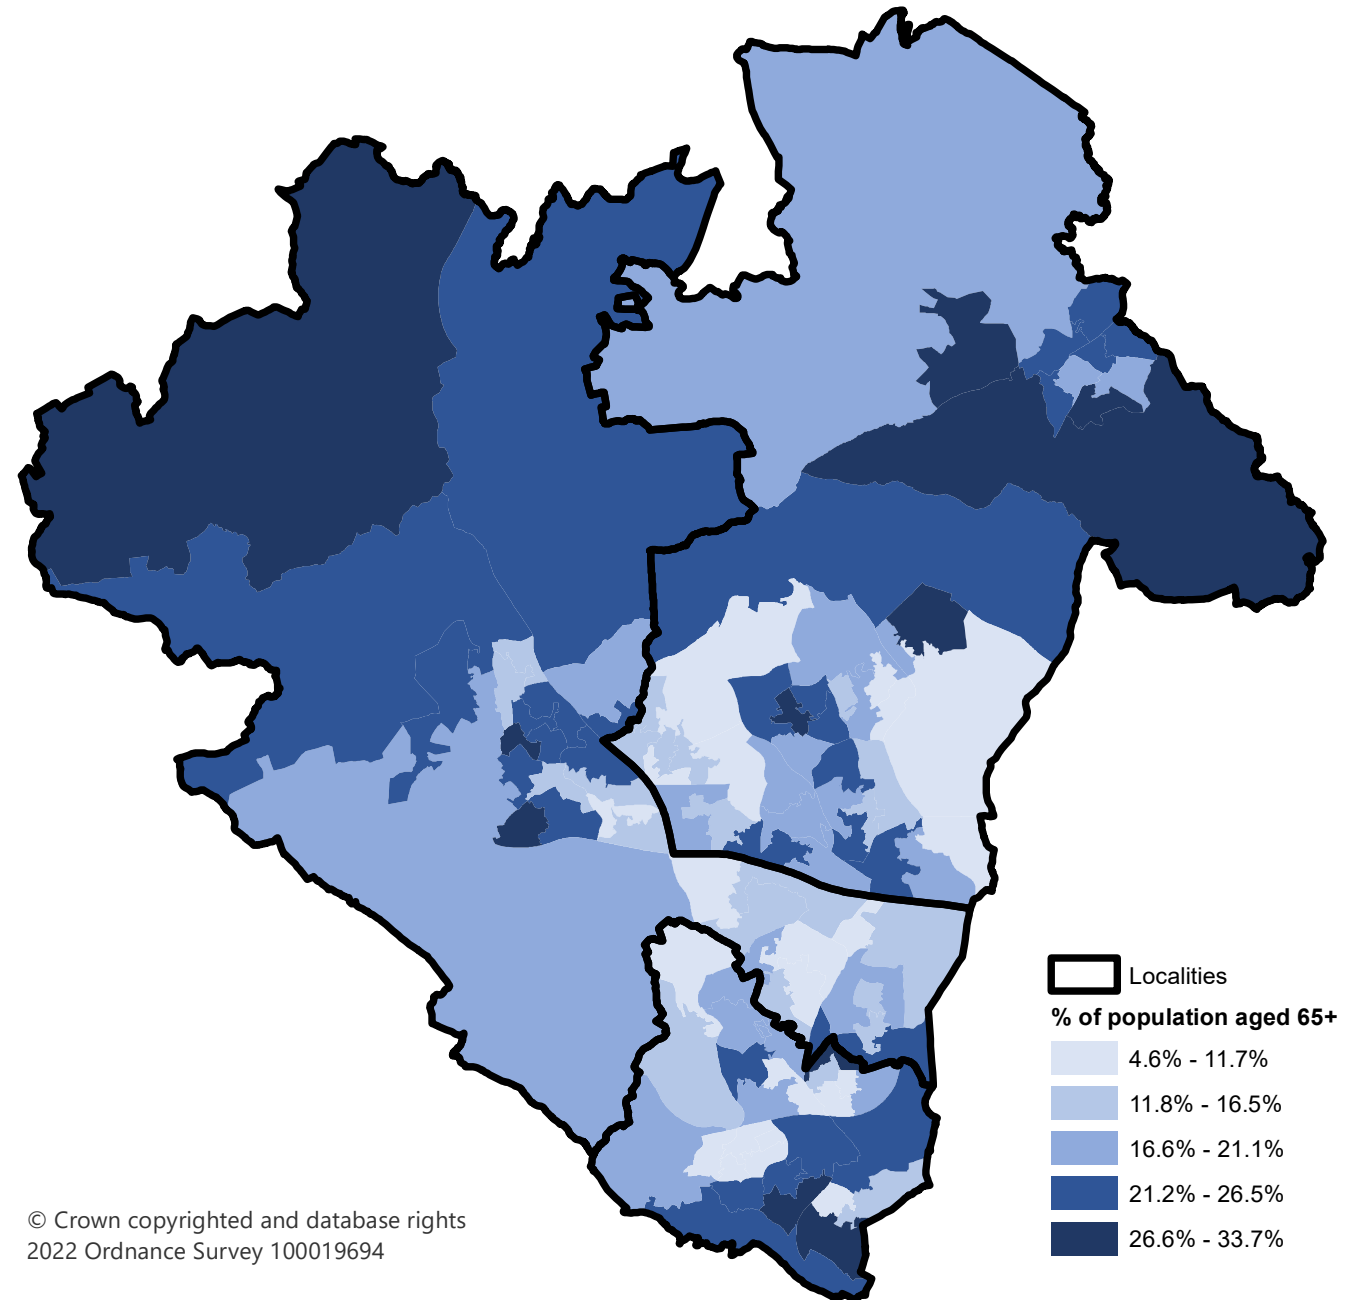 Localities
% of population aged 65+
4.6% - 11.7%
11.8% - 16.5%
16.6% - 21.1%
21.2% - 26.5%
26.6% - 33.7%
© Crown copyrighted and database rights
2022 Ordnance Survey 100019694